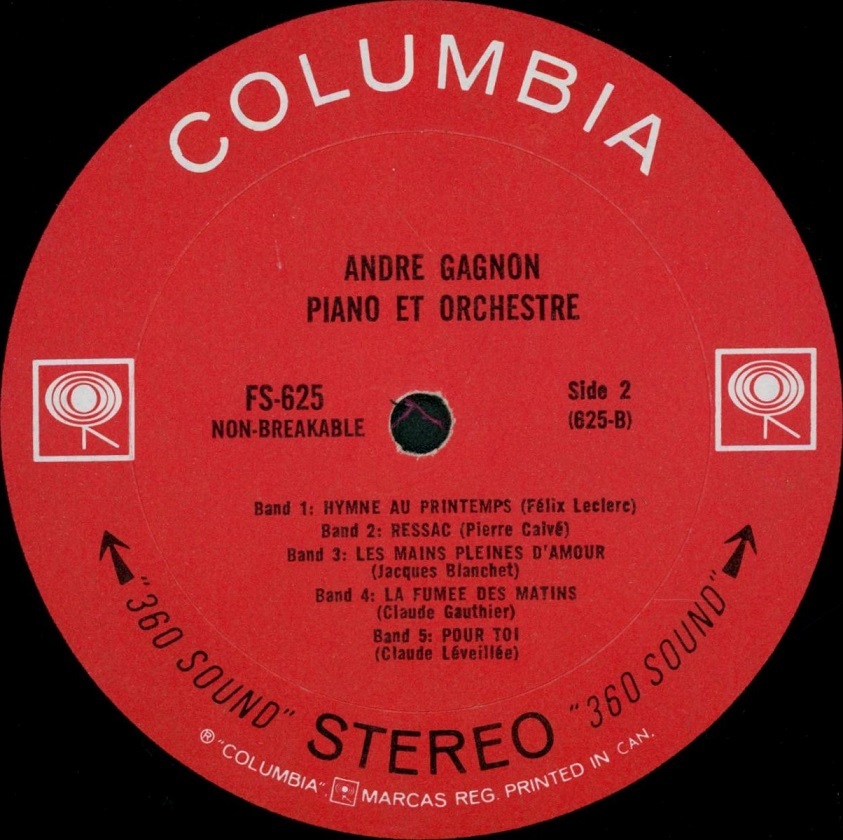 COLUMBIA
ANDRE GAGNON
PIANO ET ORCHESTRE
FS-625
NON-BREAKABLE
Side 2
(625-B)
Band 1: HYMNE AU PRINTEMPS (Félix Leclerc)
Band 2: RESSAC (Pierre Calvé)
Band 3: LES MAINS PLEINES D'AMOUR
(Jacques Blanchet)
Band 4: LA FUMEE DES MATINS
(Claude Gauthier)
Band 5: POUR TOI
(Claude Léveillée)
"360 SOUND" STEREO "360 SOUND"
® "COLUMBIA". MARCAS REG. PRINTED IN CAN.